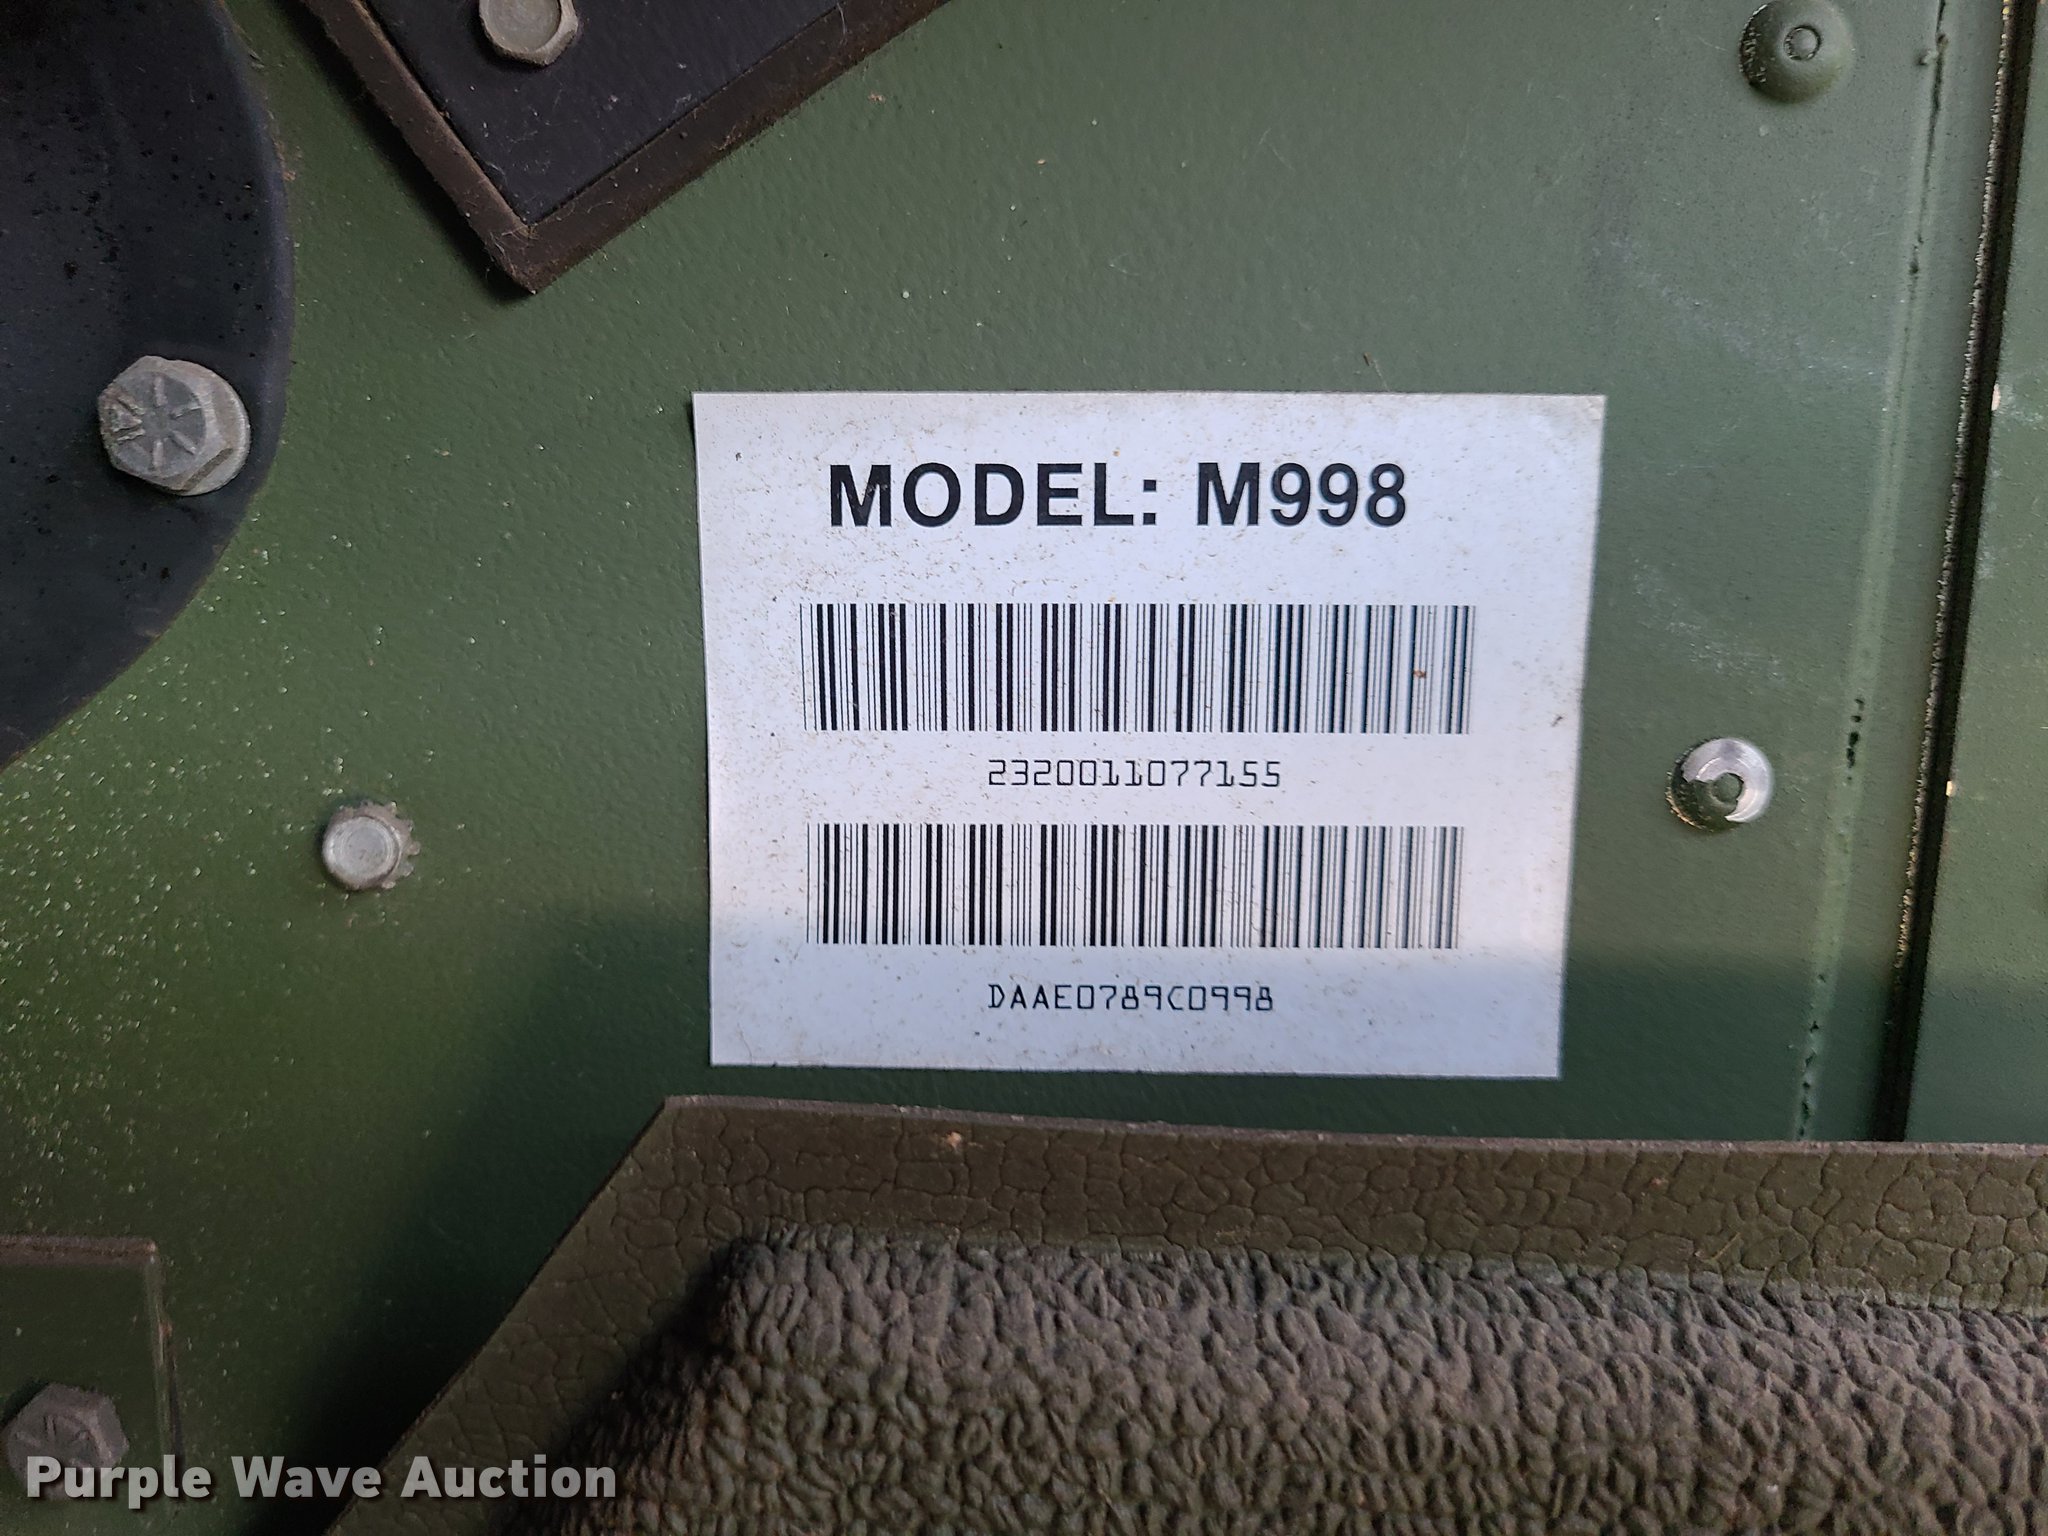 MODEL: M998
2320011077155
DAAE0789C0998
Purple Wave Auction